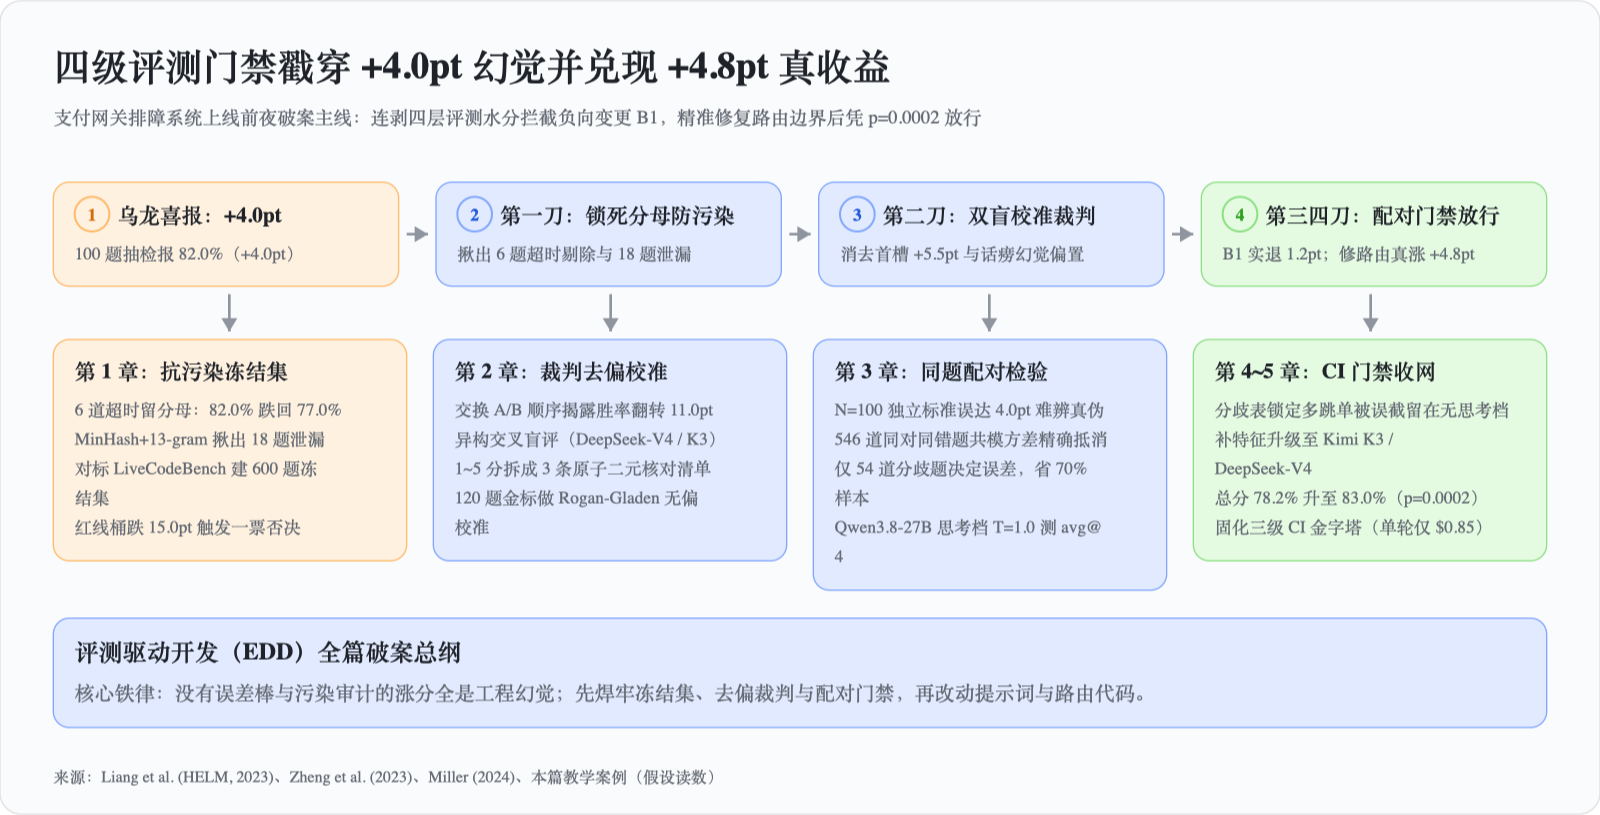 四级评测门禁戳穿 +4.0pt 幻觉并兑现 +4.8pt 真收益
支付网关排障系统上线前夜破案主线：连剥四层评测水分拦截负向变更 B1，精准修复路由边界后凭 p=0.0002 放行
1 乌龙喜报：+4.0pt
100 题抽检报 82.0%（+4.0pt）
2 第一刀：锁死分母防污染
揪出 6 题超时剔除与 18 题泄漏
3 第二刀：双盲校准裁判
消去首槽 +5.5pt 与话痨幻觉偏置
4 第三四刀：配对门禁放行
B1 实退 1.2pt；修路由真涨 +4.8pt
第 1 章：抗污染冻结集
6 道超时留分母：82.0% 跌回 77.0%
MinHash+13-gram 揪出 18 题泄漏
对标 LiveCodeBench 建 600 题冻
结集
红线桶跌 15.0pt 触发一票否决
第 2 章：裁判去偏校准
交换 A/B 顺序揭露胜率翻转 11.0pt
异构交叉盲评（DeepSeek-V4 / K3）
1~5 分拆成 3 条原子二元核对清单
120 题金标做 Rogan-Gladen 无偏
校准
第 3 章：同题配对检验
N=100 独立标准误达 4.0pt 难辨真伪
546 道同对同错题共模方差精确抵消
仅 54 道分歧题决定误差，省 70%
样本
Qwen3.8-27B 思考档 T=1.0 测 avg@
4
第 4~5 章：CI 门禁收网
分歧表锁定多跳单被误截留在无思考档
补特征升级至 Kimi K3 /
DeepSeek-V4
总分 78.2% 升至 83.0%（p=0.0002）
固化三级 CI 金字塔（单轮仅 $0.85）
评测驱动开发（EDD）全篇破案总纲
核心铁律：没有误差棒与污染审计的涨分全是工程幻觉；先焊牢冻结集、去偏裁判与配对门禁，再改动提示词与路由代码。
来源：Liang et al. (HELM, 2023)、Zheng et al. (2023)、Miller (2024)、本篇教学案例（假设读数）